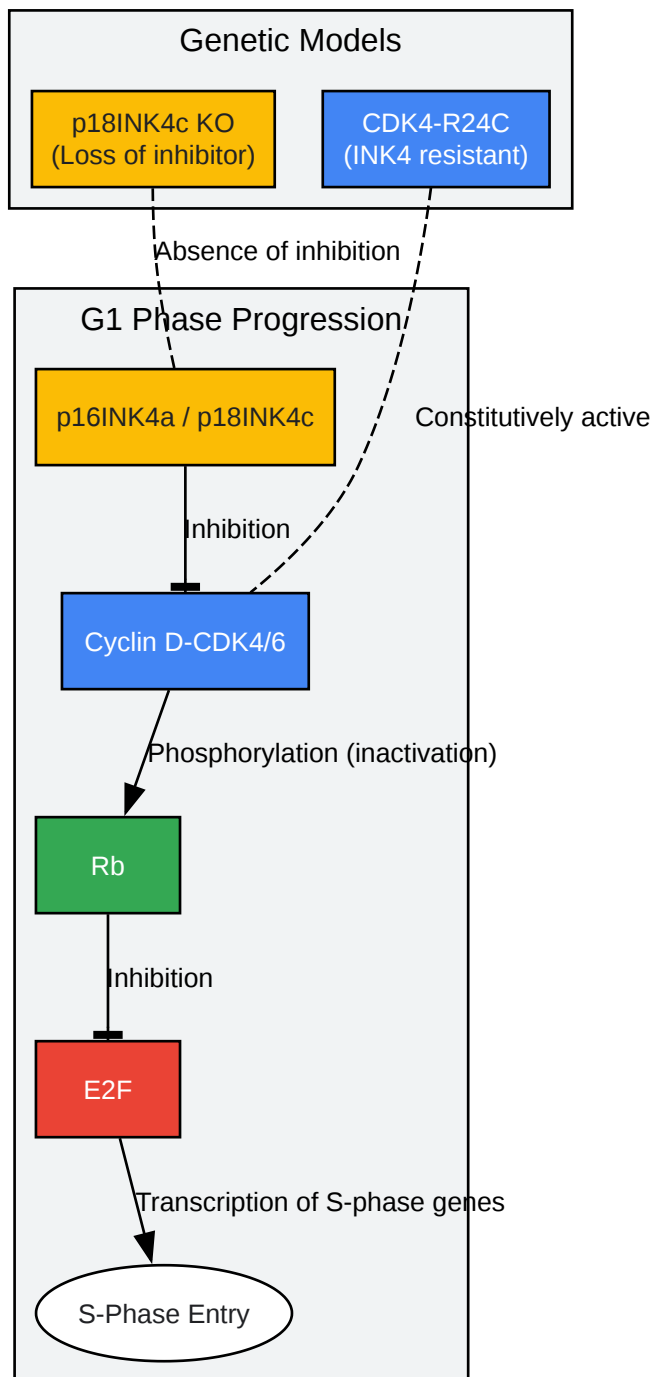 Genetic Models
p18INK4c KO
(Loss of inhibitor)
CDK4-R24C
(INK4 resistant)
Absence of inhibition
G1 Phase Progression
p16INK4a / p18INK4c
Constitutively active
Inhibition
Cyclin D-CDK4/6
Phosphorylation (inactivation)
Rb
Inhibition
E2F
Transcription of S-phase genes
S-Phase Entry